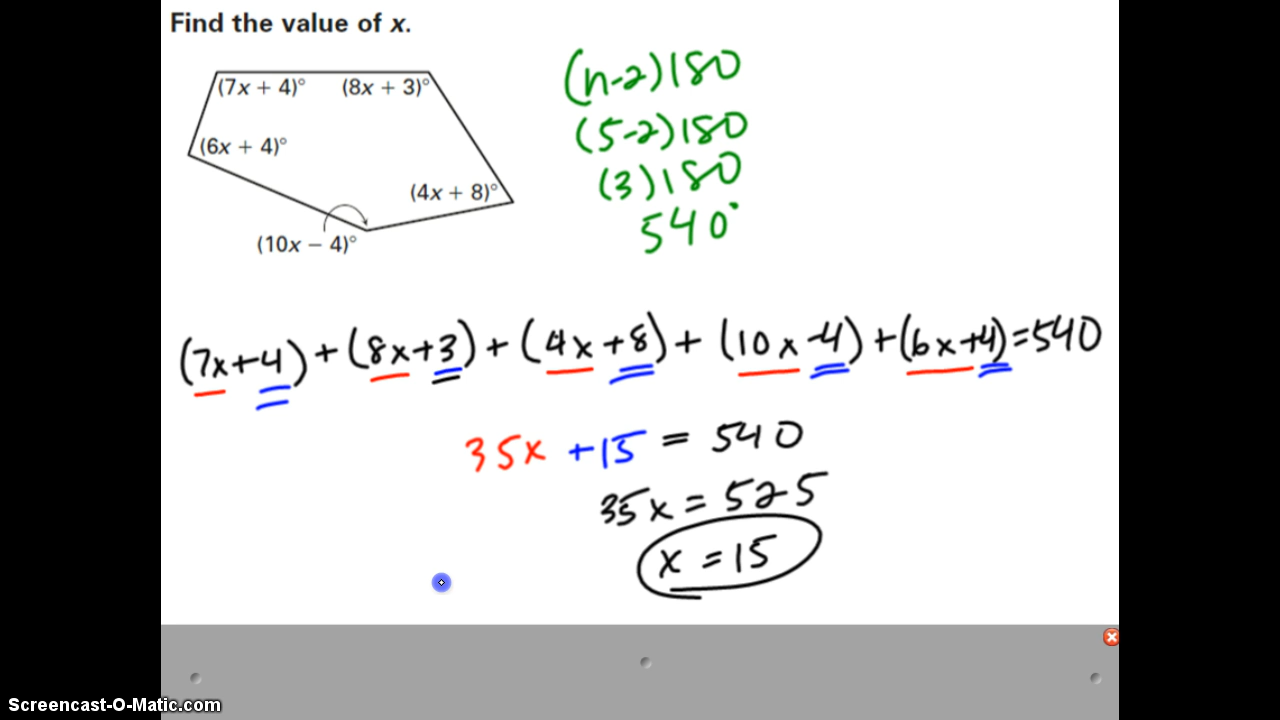 Find the value of x.
(7x + 4)° (8x + 3)°
(6x + 4)°
(4x + 8)°
(10x − 4)°
(n-2)180
(5-2)180
(3)180
540°
(7x+4)+(8x+3)+(4x+8)+(10x-4)+(6x+4)=540
35x +15 = 540
35x = 525
x = 15
Screencast-O-Matic.com